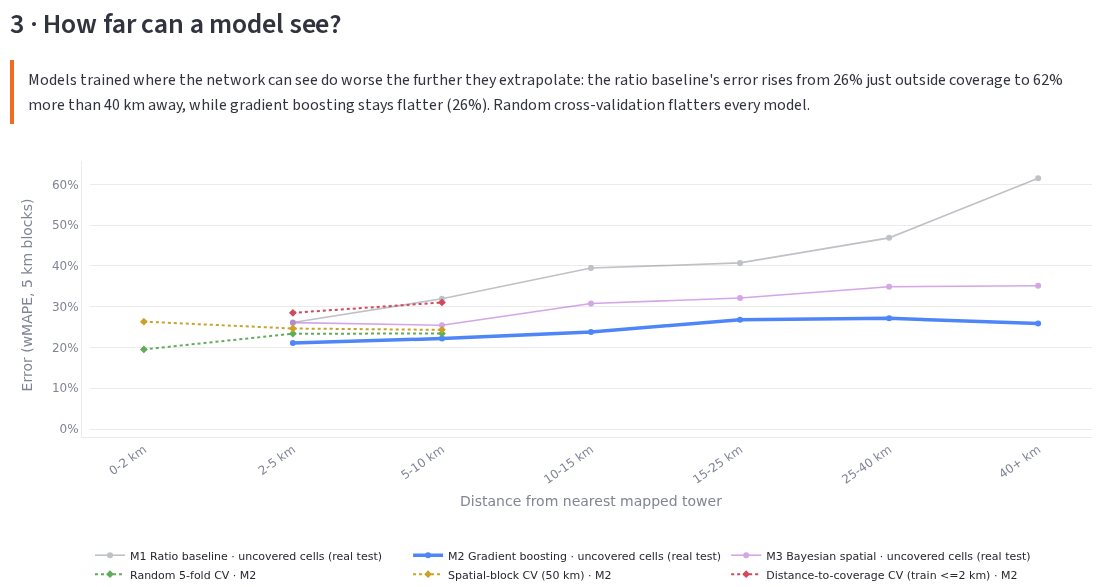 3 · How far can a model see?
Models trained where the network can see do worse the further they extrapolate: the ratio baseline's error rises from 26% just outside coverage to 62%
more than 40 km away, while gradient boosting stays flatter (26%). Random cross-validation flatters every model.
Error (wMAPE, 5 km blocks)
60%
50%
40%
30%
20%
10%
0%
0-2 km
2-5 km
5-10 km
10-15 km
15-25 km
25-40 km
40+ km
Distance from nearest mapped tower
M1 Ratio baseline · uncovered cells (real test)
M2 Gradient boosting · uncovered cells (real test)
M3 Bayesian spatial · uncovered cells (real test)
Random 5-fold CV · M2
Spatial-block CV (50 km) · M2
Distance-to-coverage CV (train <=2 km) · M2